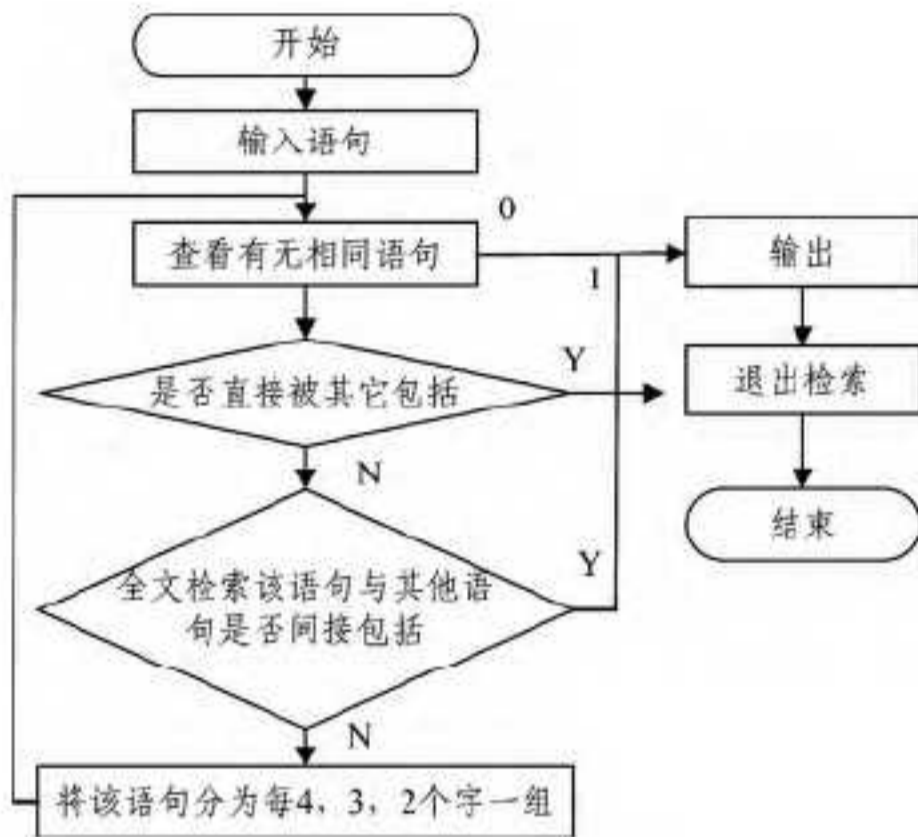 开始
输入语句
0
查看有无相同语句
输出
1
Y
是否直接被其它包括
退出检索
N
结束
Y
全文检索该语句与其他语
句是否间接包括
N
将该语句分为每4，3，2个字一组